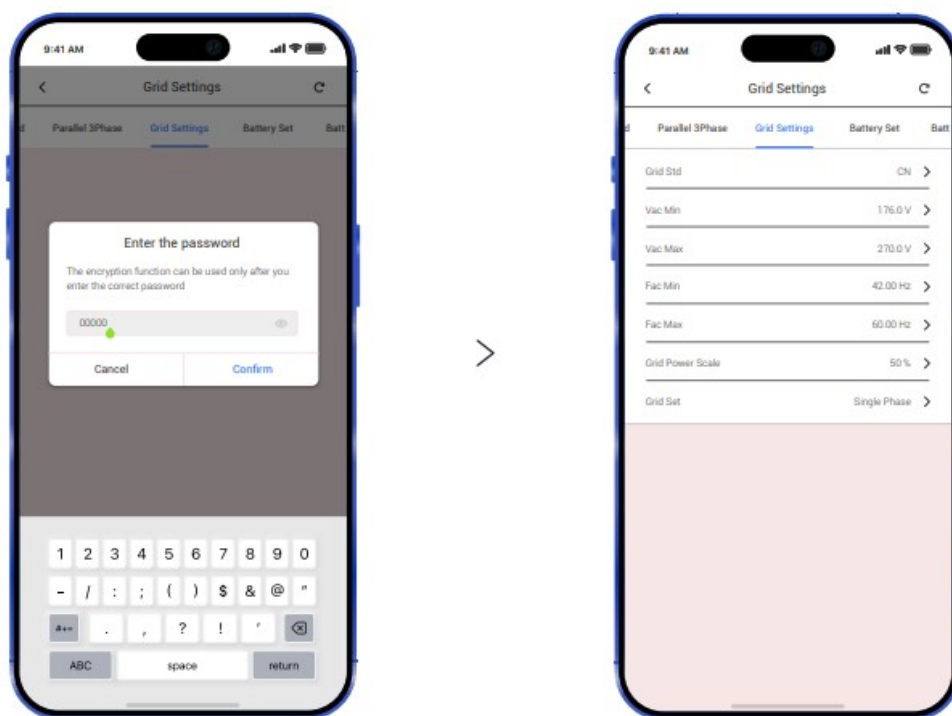 9:41 AM
Grid Settings
d Parallel 3Phase Grid Settings Battery Set Batt
Enter the password
The encryption function can be used only after you
enter the correct password
00000
Cancel Confirm
1 2 3 4 5 6 7 8 9 0
- / : ; ( ) $ & @ "
#+= . , ? ! '
ABC space return
>
9:41 AM
Grid Settings
d Parallel 3Phase Grid Settings Battery Set Batt
Grid Std CN
Vac Min 176.0 V
Vac Max 270.0 V
Fac Min 42.00 Hz
Fac Max 60.00 Hz
Grid Power Scale 50 %
Grid Set Single Phase